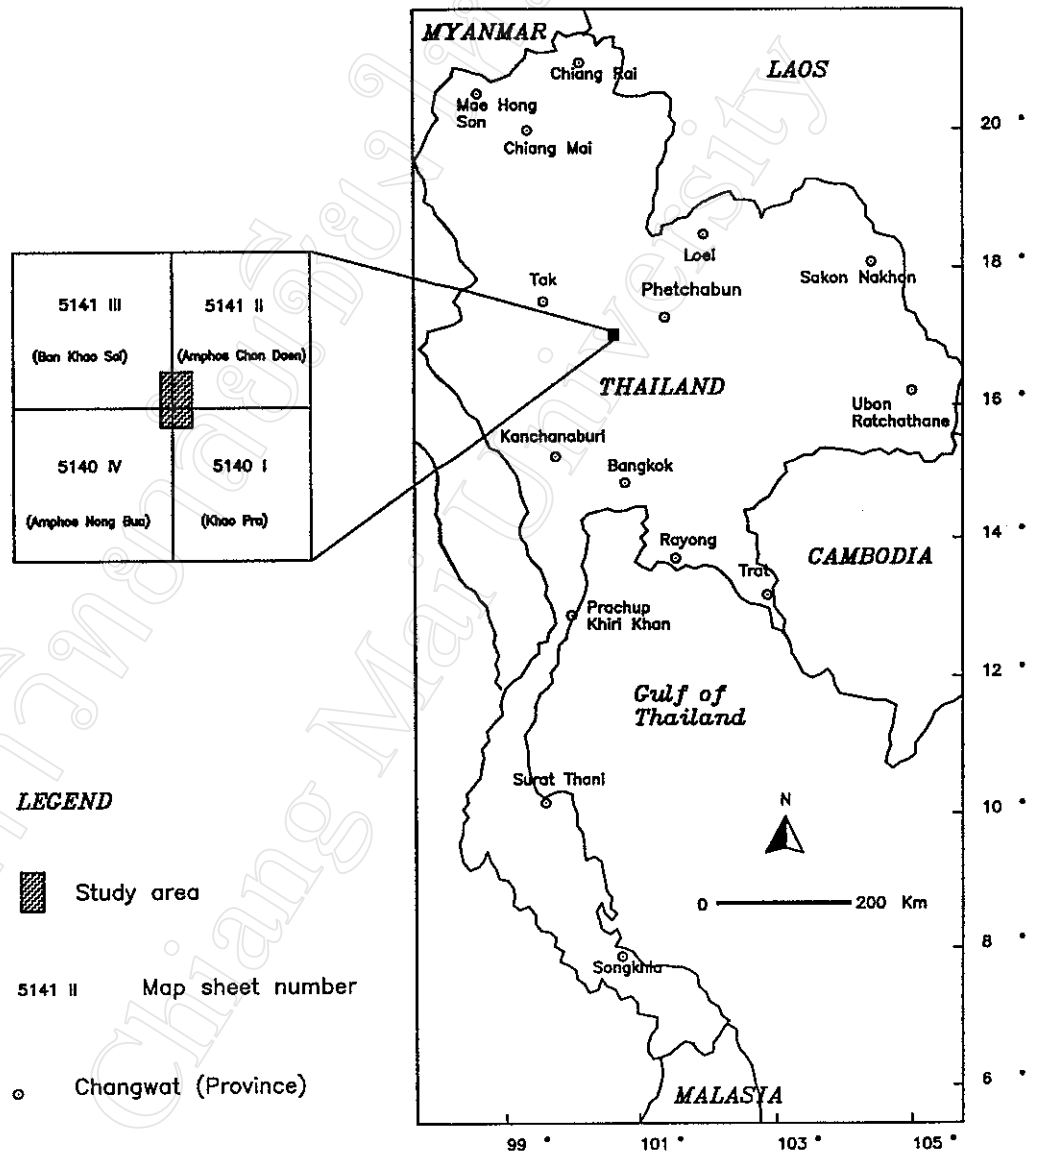 MYANMAR
LAOS
Chiang Rai
Mae Hong
Son
Chiang Mai
20 °
Loei
Sakon Nakhon
18 °
Tak
Phetchabun
5141 III
5141 II
(Ban Khao Sai)
(Amphoe Chon Daen)
THAILAND
Ubon
Ratchathane
16 °
Kanchanaburi
Bangkok
5140 IV
5140 I
(Amphoe Nong Bua)
(Khao Pra)
14 °
Rayong
Trat
CAMBODIA
Prachup
Khiri Khan
12 °
Gulf of
Thailand
Surat Thani
10 °
N
0 200 Km
8 °
Songkhla
6 °
MALASIA
99 ° 101 ° 103 ° 105 °
LEGEND
Study area
5141 II Map sheet number
Changwat (Province)
Chiang Mai University